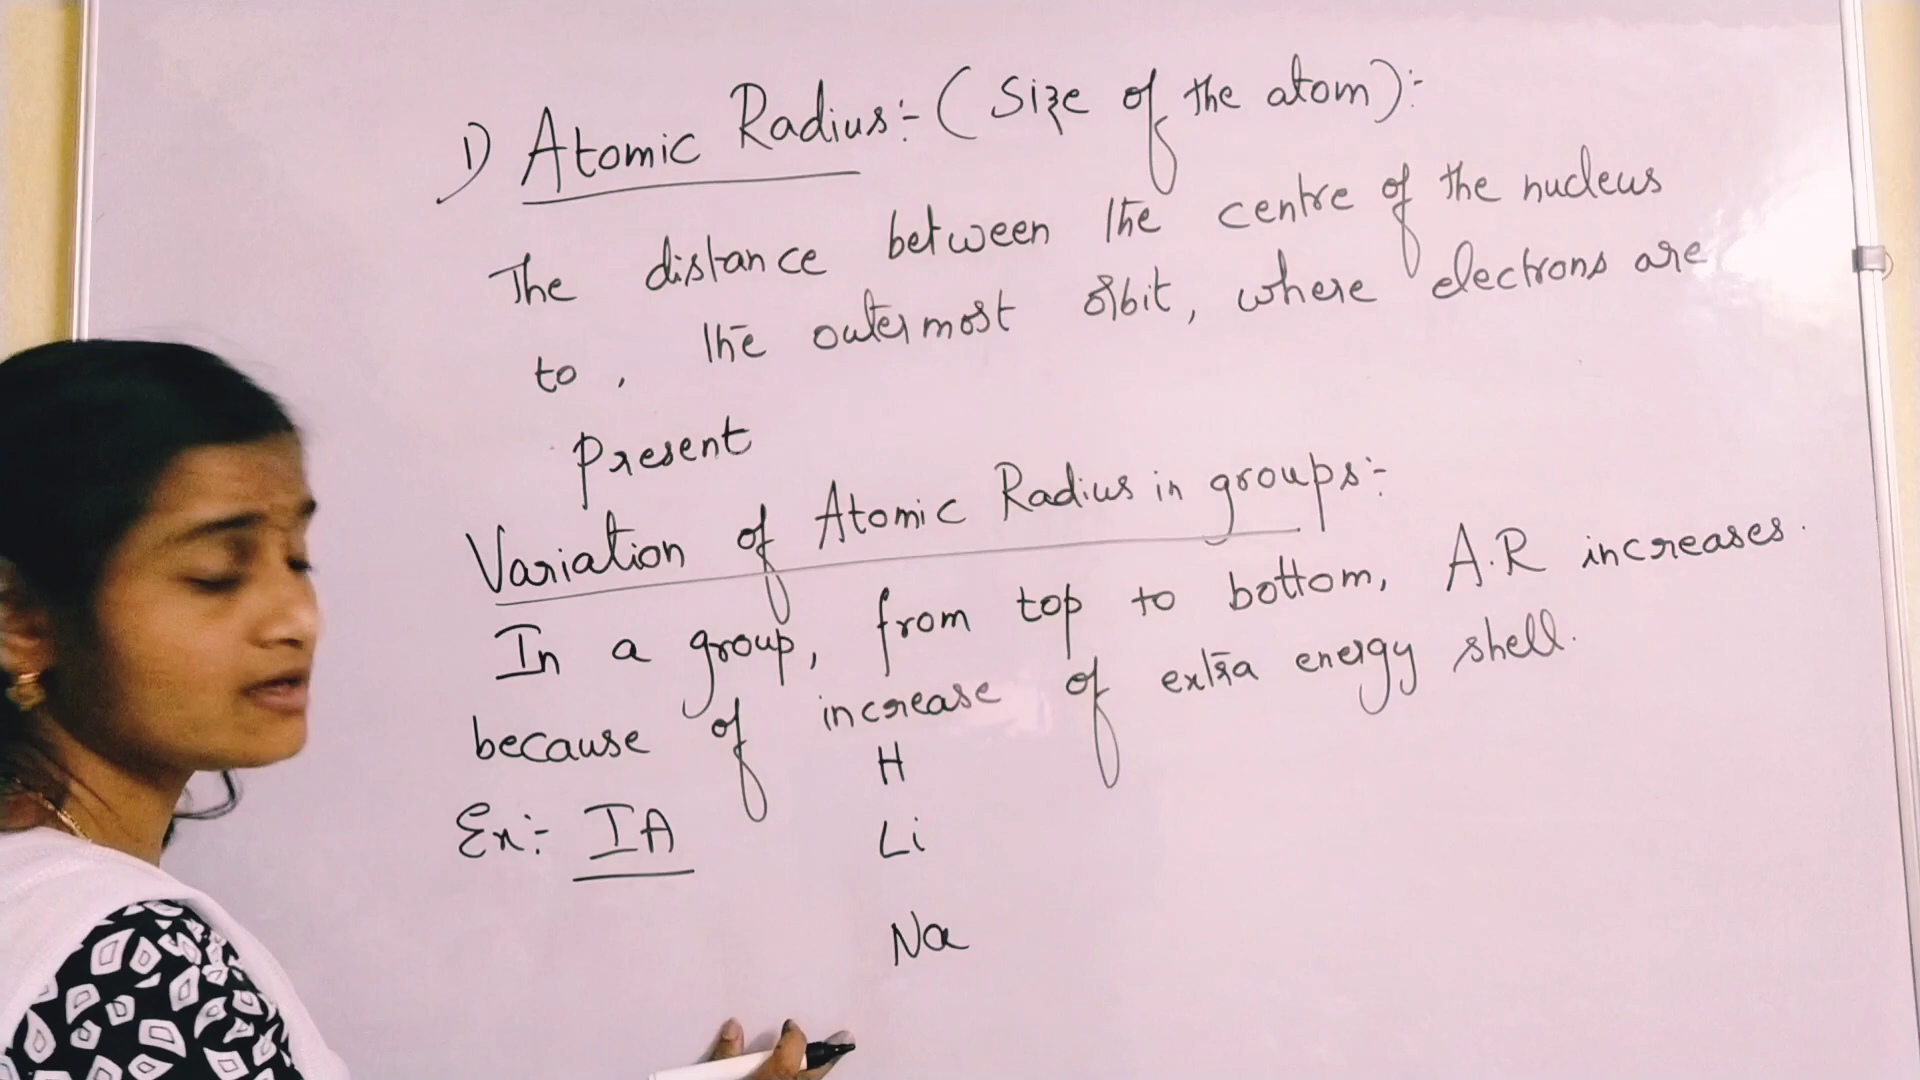 1) Atomic Radius:- (Size of the atom):-
The distance between the centre of the nucleus
to, the outermost orbit, where electrons are
Present
Variation of Atomic Radius in groups:-
In a group, from top to bottom, A.R increases.
because of increase of extra energy shell.
H
Ex:- IA
Li
Na